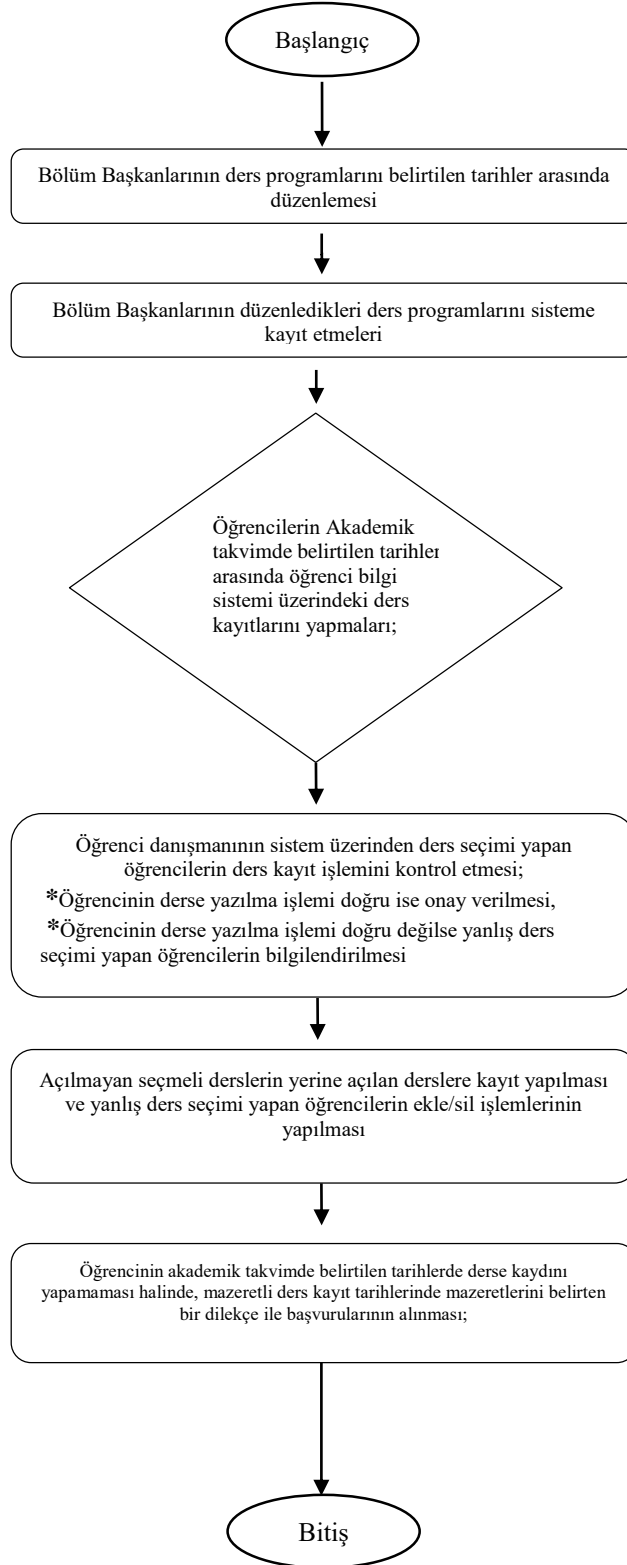 Başlangıç
Bölüm Başkanlarının ders programlarını belirtilen tarihler arasında
düzenlemesi
Bölüm Başkanlarının düzenledikleri ders programlarını sisteme
kayıt etmeleri
Öğrencilerin Akademik
takvimde belirtilen tarihler
arasında öğrenci bilgi
sistemi üzerindeki ders
kayıtlarını yapmaları;
Öğrenci danışmanının sistem üzerinden ders seçimi yapan
öğrencilerin ders kayıt işlemini kontrol etmesi;
*Öğrencinin derse yazılma işlemi doğru ise onay verilmesi,
*Öğrencinin derse yazılma işlemi doğru değilse yanlış ders
seçimi yapan öğrencilerin bilgilendirilmesi
Açılmayan seçmeli derslerin yerine açılan derslere kayıt yapılması
ve yanlış ders seçimi yapan öğrencilerin ekle/sil işlemlerinin
yapılması
Öğrencinin akademik takvimde belirtilen tarihlerde derse kaydını
yapamaması halinde, mazeretli ders kayıt tarihlerinde mazeretlerini belirten
bir dilekçe ile başvurularının alınması;
Bitiş